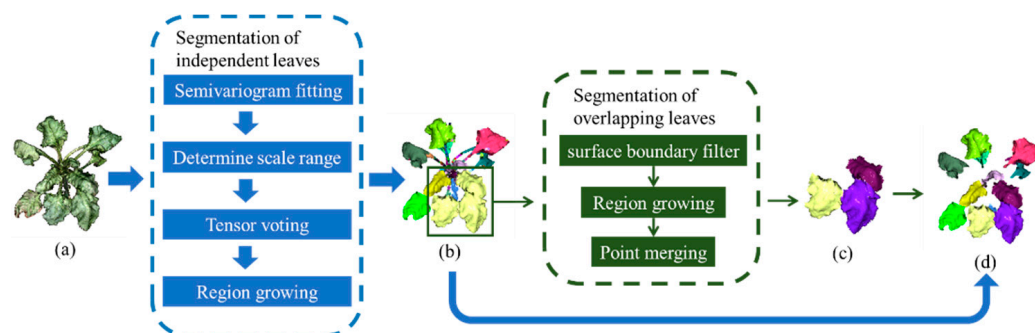 Segmentation of
independent leaves
Semivariogram fitting
Determine scale range
Tensor voting
Region growing
Segmentation of
overlapping leaves
surface boundary filter
Region growing
Point merging
(a)
(b)
(c)
(d)